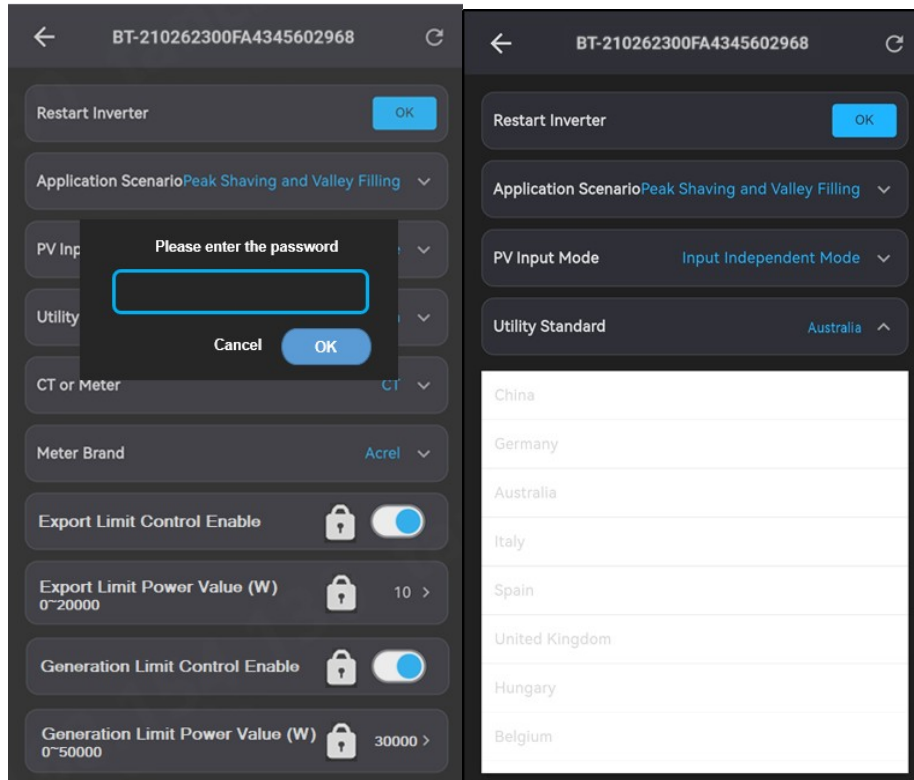 BT-210262300FA4345602968
Restart Inverter OK
Application ScenarioPeak Shaving and Valley Filling
PV Inp
Please enter the password
Utility
Cancel OK
CT or Meter CT
Meter Brand Acrel
Export Limit Control Enable
Export Limit Power Value (W)
0~20000
10 >
Generation Limit Control Enable
Generation Limit Power Value (W)
0~50000
30000 >
BT-210262300FA4345602968
Restart Inverter OK
Application ScenarioPeak Shaving and Valley Filling
PV Input Mode Input Independent Mode
Utility Standard Australia
China
Germany
Australia
Italy
Spain
United Kingdom
Hungary
Belgium